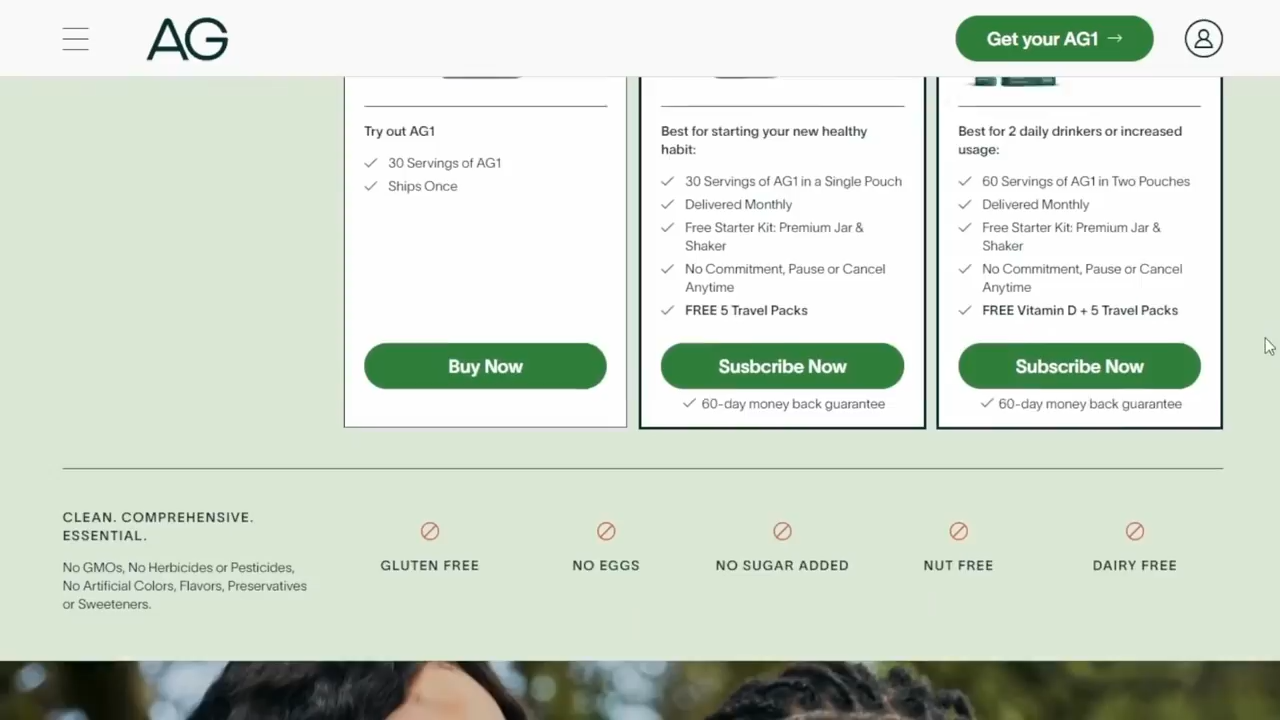 AG
Get your AG1 →
Try out AG1
30 Servings of AG1
Ships Once
Buy Now
Best for starting your new healthy
habit:
30 Servings of AG1 in a Single Pouch
Delivered Monthly
Free Starter Kit: Premium Jar &
Shaker
No Commitment, Pause or Cancel
Anytime
FREE 5 Travel Packs
Susbcribe Now
60-day money back guarantee
Best for 2 daily drinkers or increased
usage:
60 Servings of AG1 in Two Pouches
Delivered Monthly
Free Starter Kit: Premium Jar &
Shaker
No Commitment, Pause or Cancel
Anytime
FREE Vitamin D + 5 Travel Packs
Subscribe Now
60-day money back guarantee
CLEAN. COMPREHENSIVE.
ESSENTIAL.
No GMOs, No Herbicides or Pesticides,
No Artificial Colors, Flavors, Preservatives
or Sweeteners.
GLUTEN FREE
NO EGGS
NO SUGAR ADDED
NUT FREE
DAIRY FREE